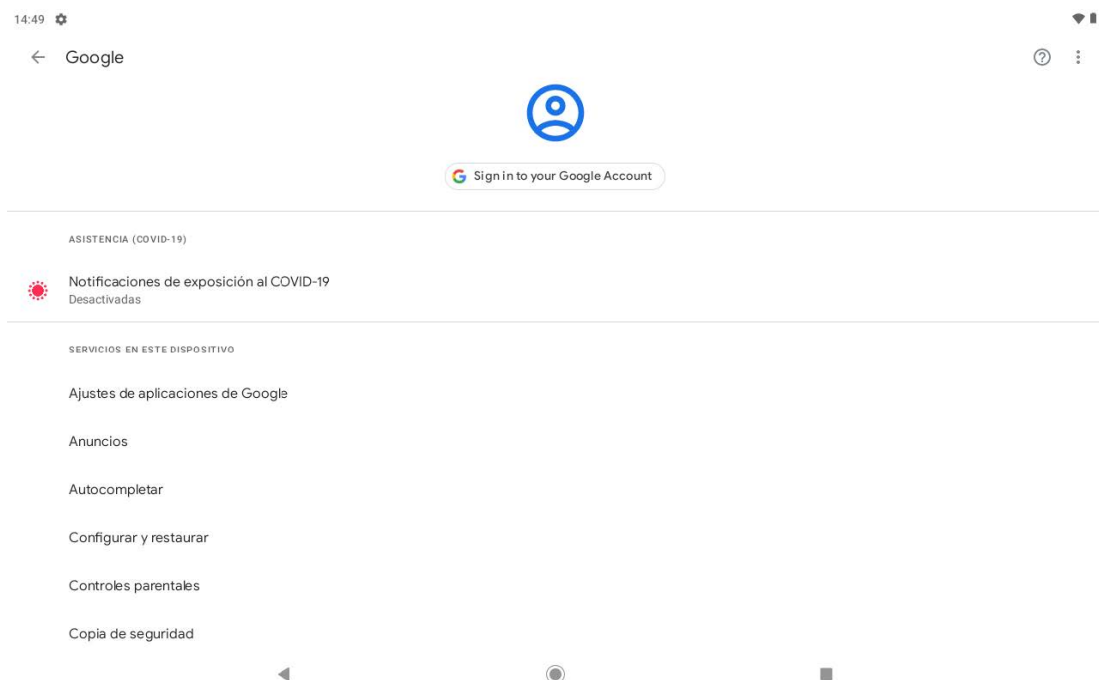 14:49
Google
Sign in to your Google Account
ASISTENCIA (COVID-19)
Notificaciones de exposición al COVID-19
Desactivadas
SERVICIOS EN ESTE DISPOSITIVO
Ajustes de aplicaciones de Google
Anuncios
Autocompletar
Configurar y restaurar
Controles parentales
Copia de seguridad